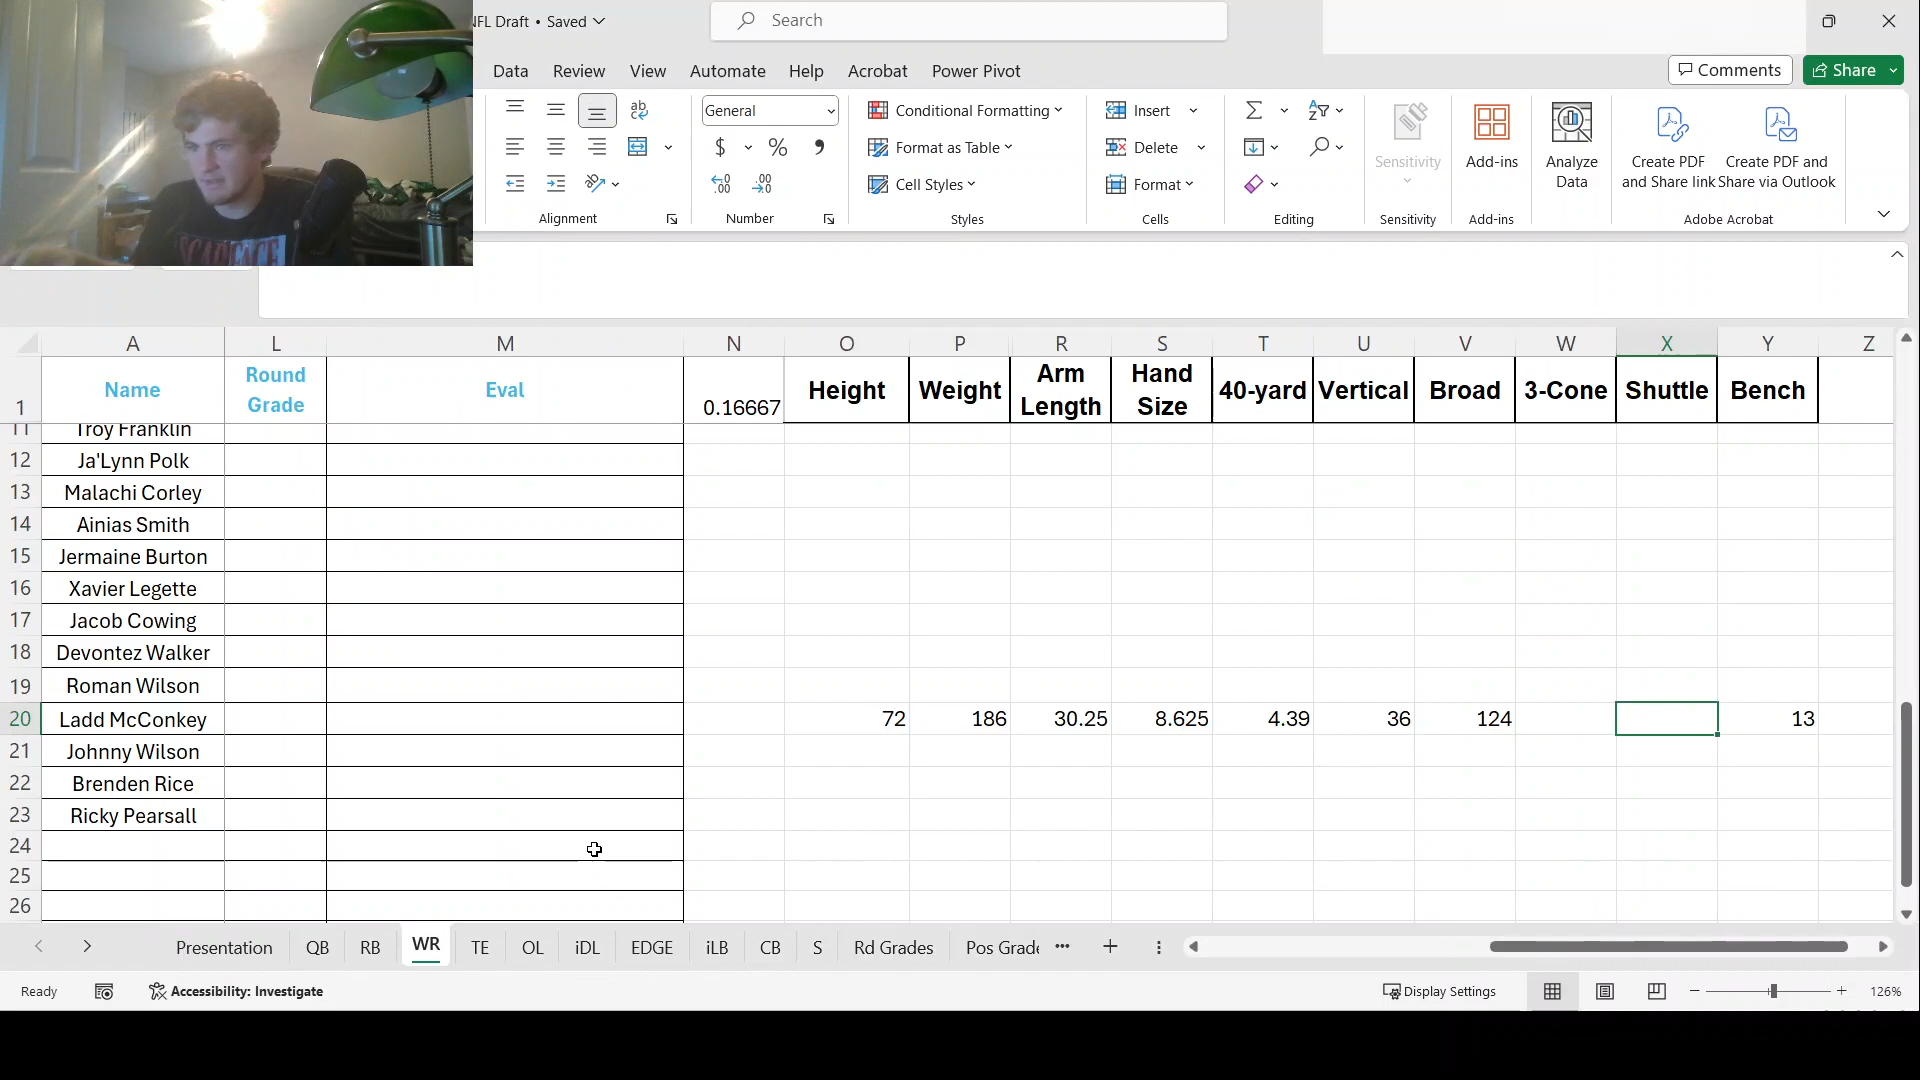 NFL Draft • Saved
Search
Data Review View Automate Help Acrobat Power Pivot
Comments
Share
ab
General
Conditional Formatting
Insert
Format as Table
Delete
Cell Styles
Format
Sensitivity
Add-ins
Analyze Data
Create PDF and Share link
Create PDF and Share via Outlook
Alignment
Number
Styles
Cells
Editing
Sensitivity
Add-ins
Adobe Acrobat
A L M N O P R S T U V W X Y Z
1 Name Round Grade Eval 0.16667 Height Weight Arm Length Hand Size 40-yard Vertical Broad 3-Cone Shuttle Bench
11 Troy Franklin
12 Ja'Lynn Polk
13 Malachi Corley
14 Ainias Smith
15 Jermaine Burton
16 Xavier Legette
17 Jacob Cowing
18 Devontez Walker
19 Roman Wilson
20 Ladd McConkey 72 186 30.25 8.625 4.39 36 124 13
21 Johnny Wilson
22 Brenden Rice
23 Ricky Pearsall
24
25
26
Presentation QB RB WR TE OL iDL EDGE iLB CB S Rd Grades Pos Grade
Ready
Accessibility: Investigate
Display Settings
126%